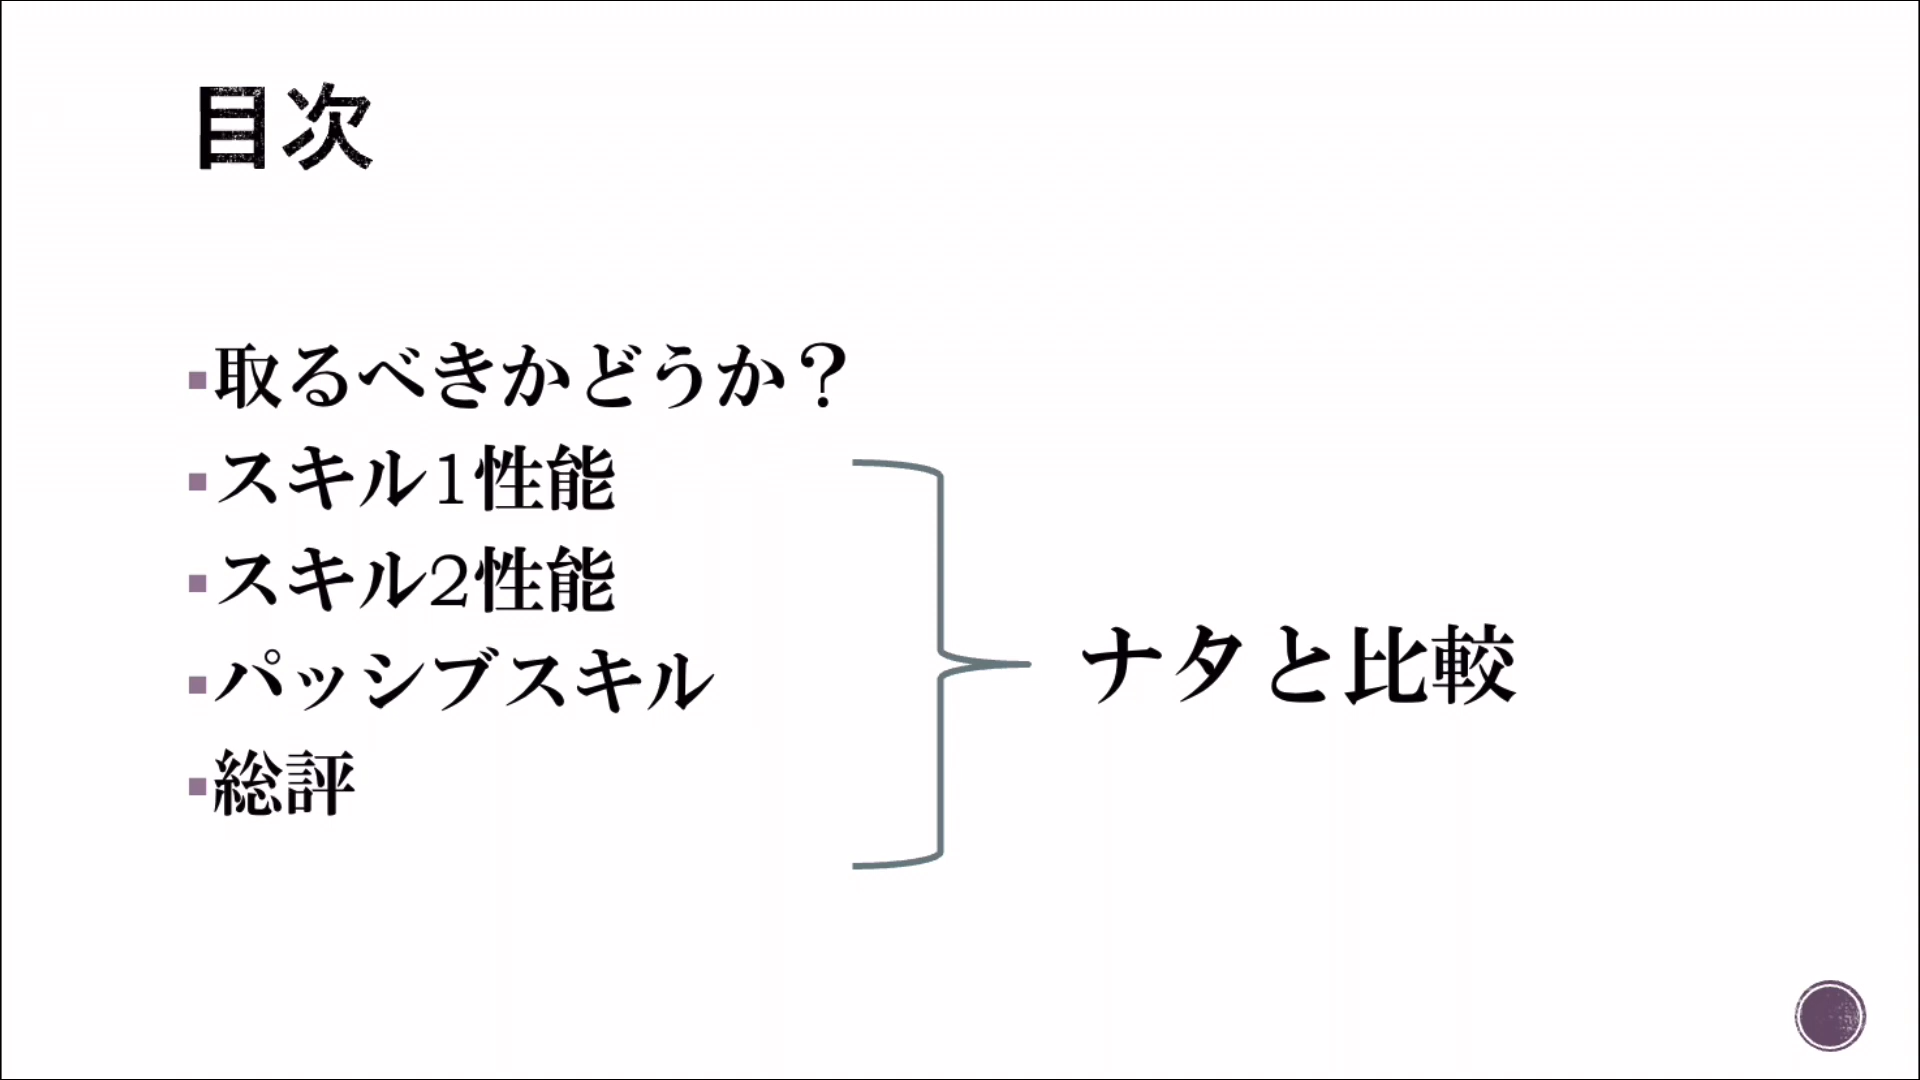 目次
▪取るべきかどうか？
▪スキル1性能
▪スキル2性能
▪パッシブスキル
▪総評
ナタと比較